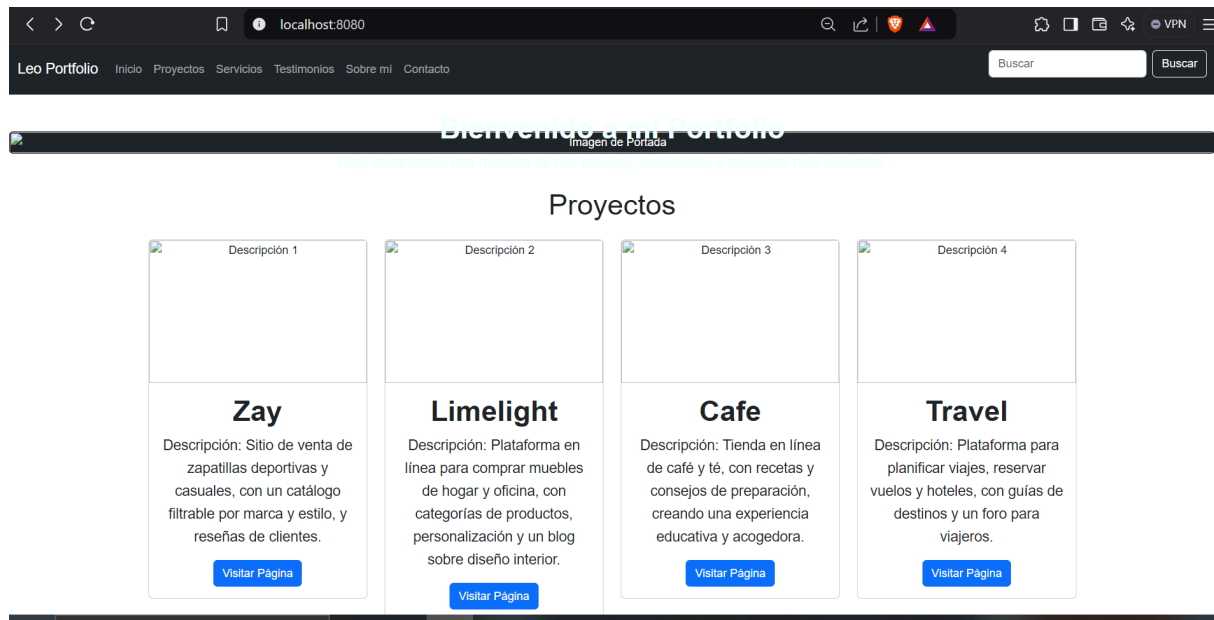 localhost:8080
VPN
Leo Portfolio Inicio Proyectos Servicios Testimonios Sobre mí Contacto Buscar Buscar
Bienvenido a mi Portfolio
Imagen de Portada
Proyectos
Descripción 1
Zay
Descripción: Sitio de venta de
zapatillas deportivas y
casuales, con un catálogo
filtrable por marca y estilo, y
reseñas de clientes.
Visitar Página
Descripción 2
Limelight
Descripción: Plataforma en
línea para comprar muebles
de hogar y oficina, con
categorías de productos,
personalización y un blog
sobre diseño interior.
Visitar Página
Descripción 3
Cafe
Descripción: Tienda en línea
de café y té, con recetas y
consejos de preparación,
creando una experiencia
educativa y acogedora.
Visitar Página
Descripción 4
Travel
Descripción: Plataforma para
planificar viajes, reservar
vuelos y hoteles, con guías de
destinos y un foro para
viajeros.
Visitar Página